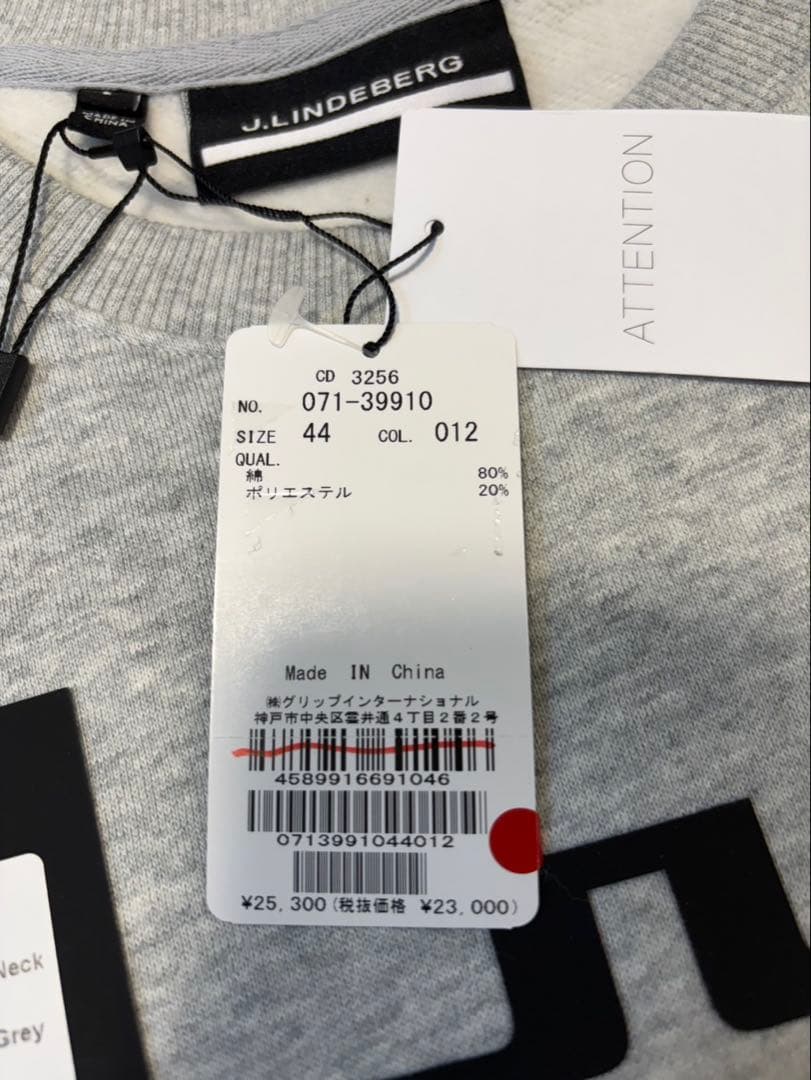 J.LINDEBERG
MADE IN
CHINA
ATTENTION
CD 3256
NO. 071-39910
SIZE 44 COL. 012
QUAL.
綿 80%
ポリエステル 20%
Made IN China
㈱グリップインターナショナル
神戸市中央区雲井通4丁目2番2号
4589916691046
0713991044012
¥25,300(税抜価格 ¥23,000)
Neck
Grey